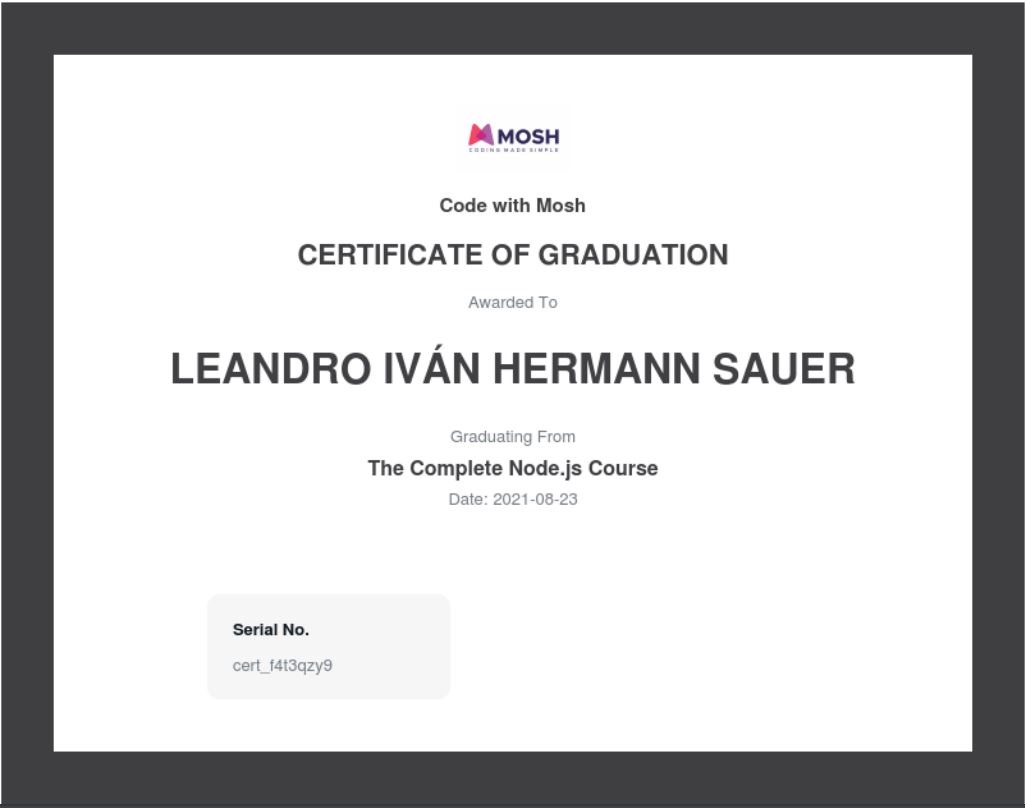 MOSH
CODING MADE SIMPLE
Code with Mosh
CERTIFICATE OF GRADUATION
Awarded To
LEANDRO IVÁN HERMANN SAUER
Graduating From
The Complete Node.js Course
Date: 2021-08-23
Serial No.
cert_f4t3qzy9